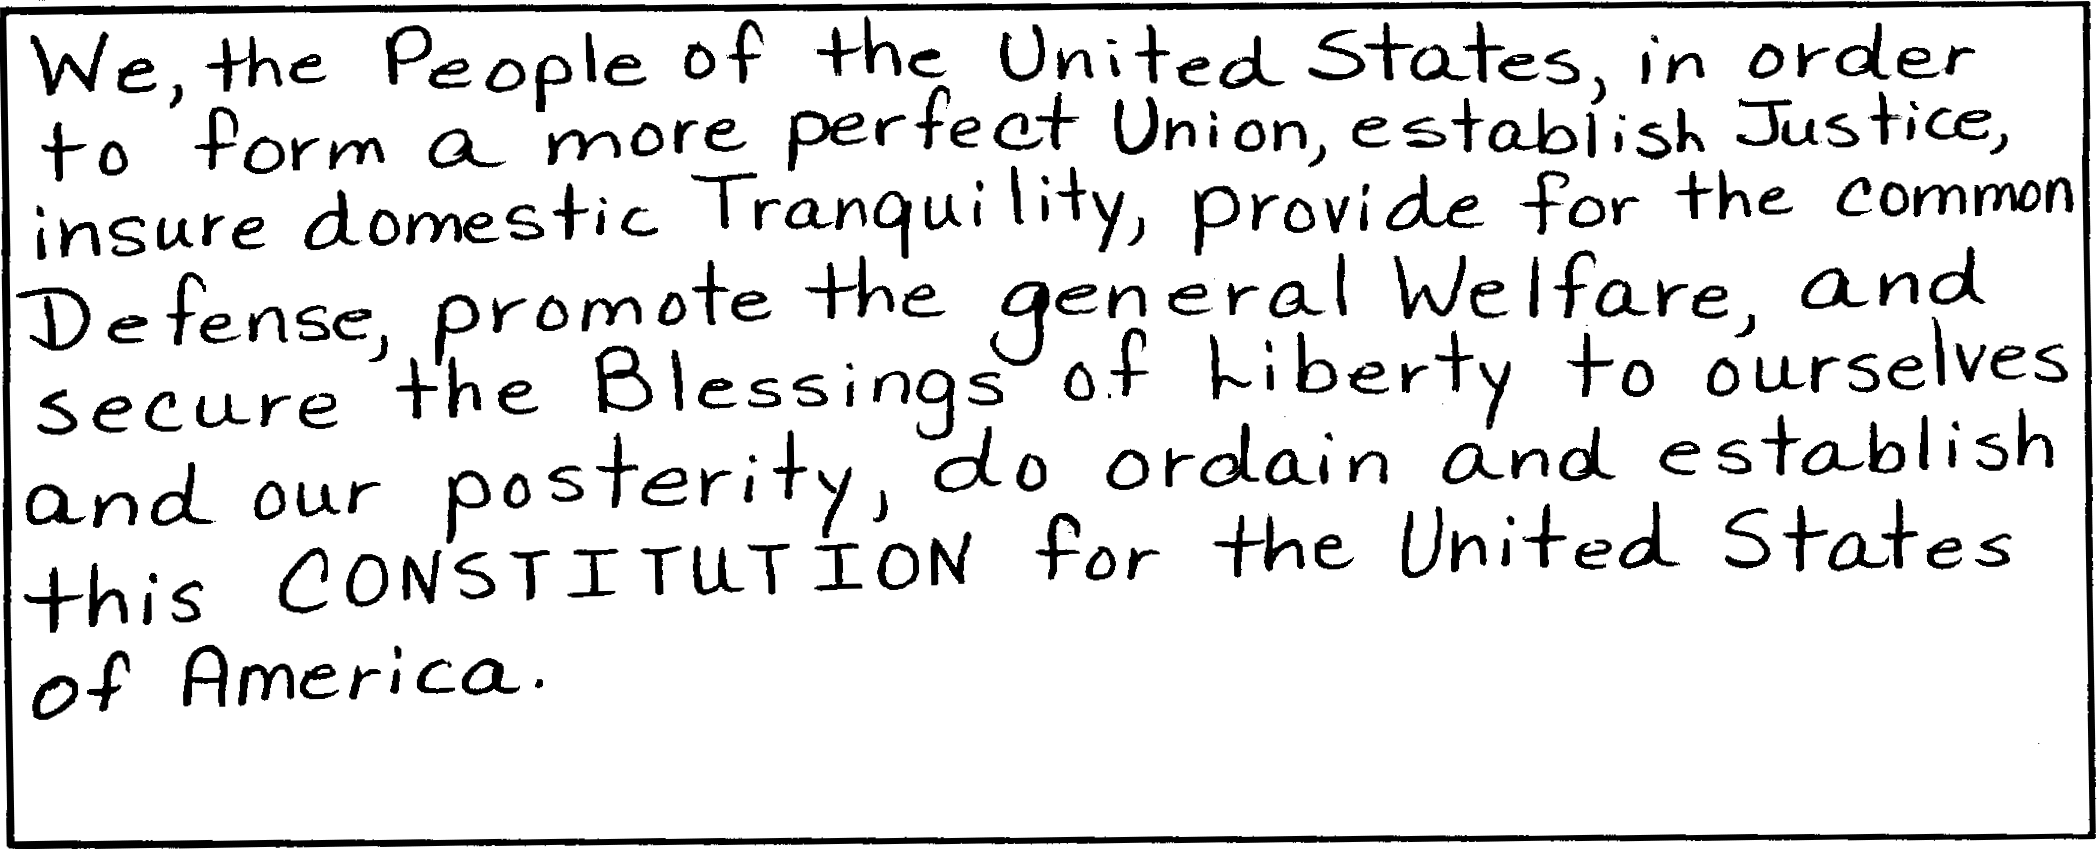 We, the People of the United States, in order
to form a more perfect Union, establish Justice,
insure domestic Tranquility, provide for the common
Defense, promote the general Welfare, and
secure the Blessings of Liberty to ourselves
and our posterity, do ordain and establish
this CONSTITUTION for the United States
of America.